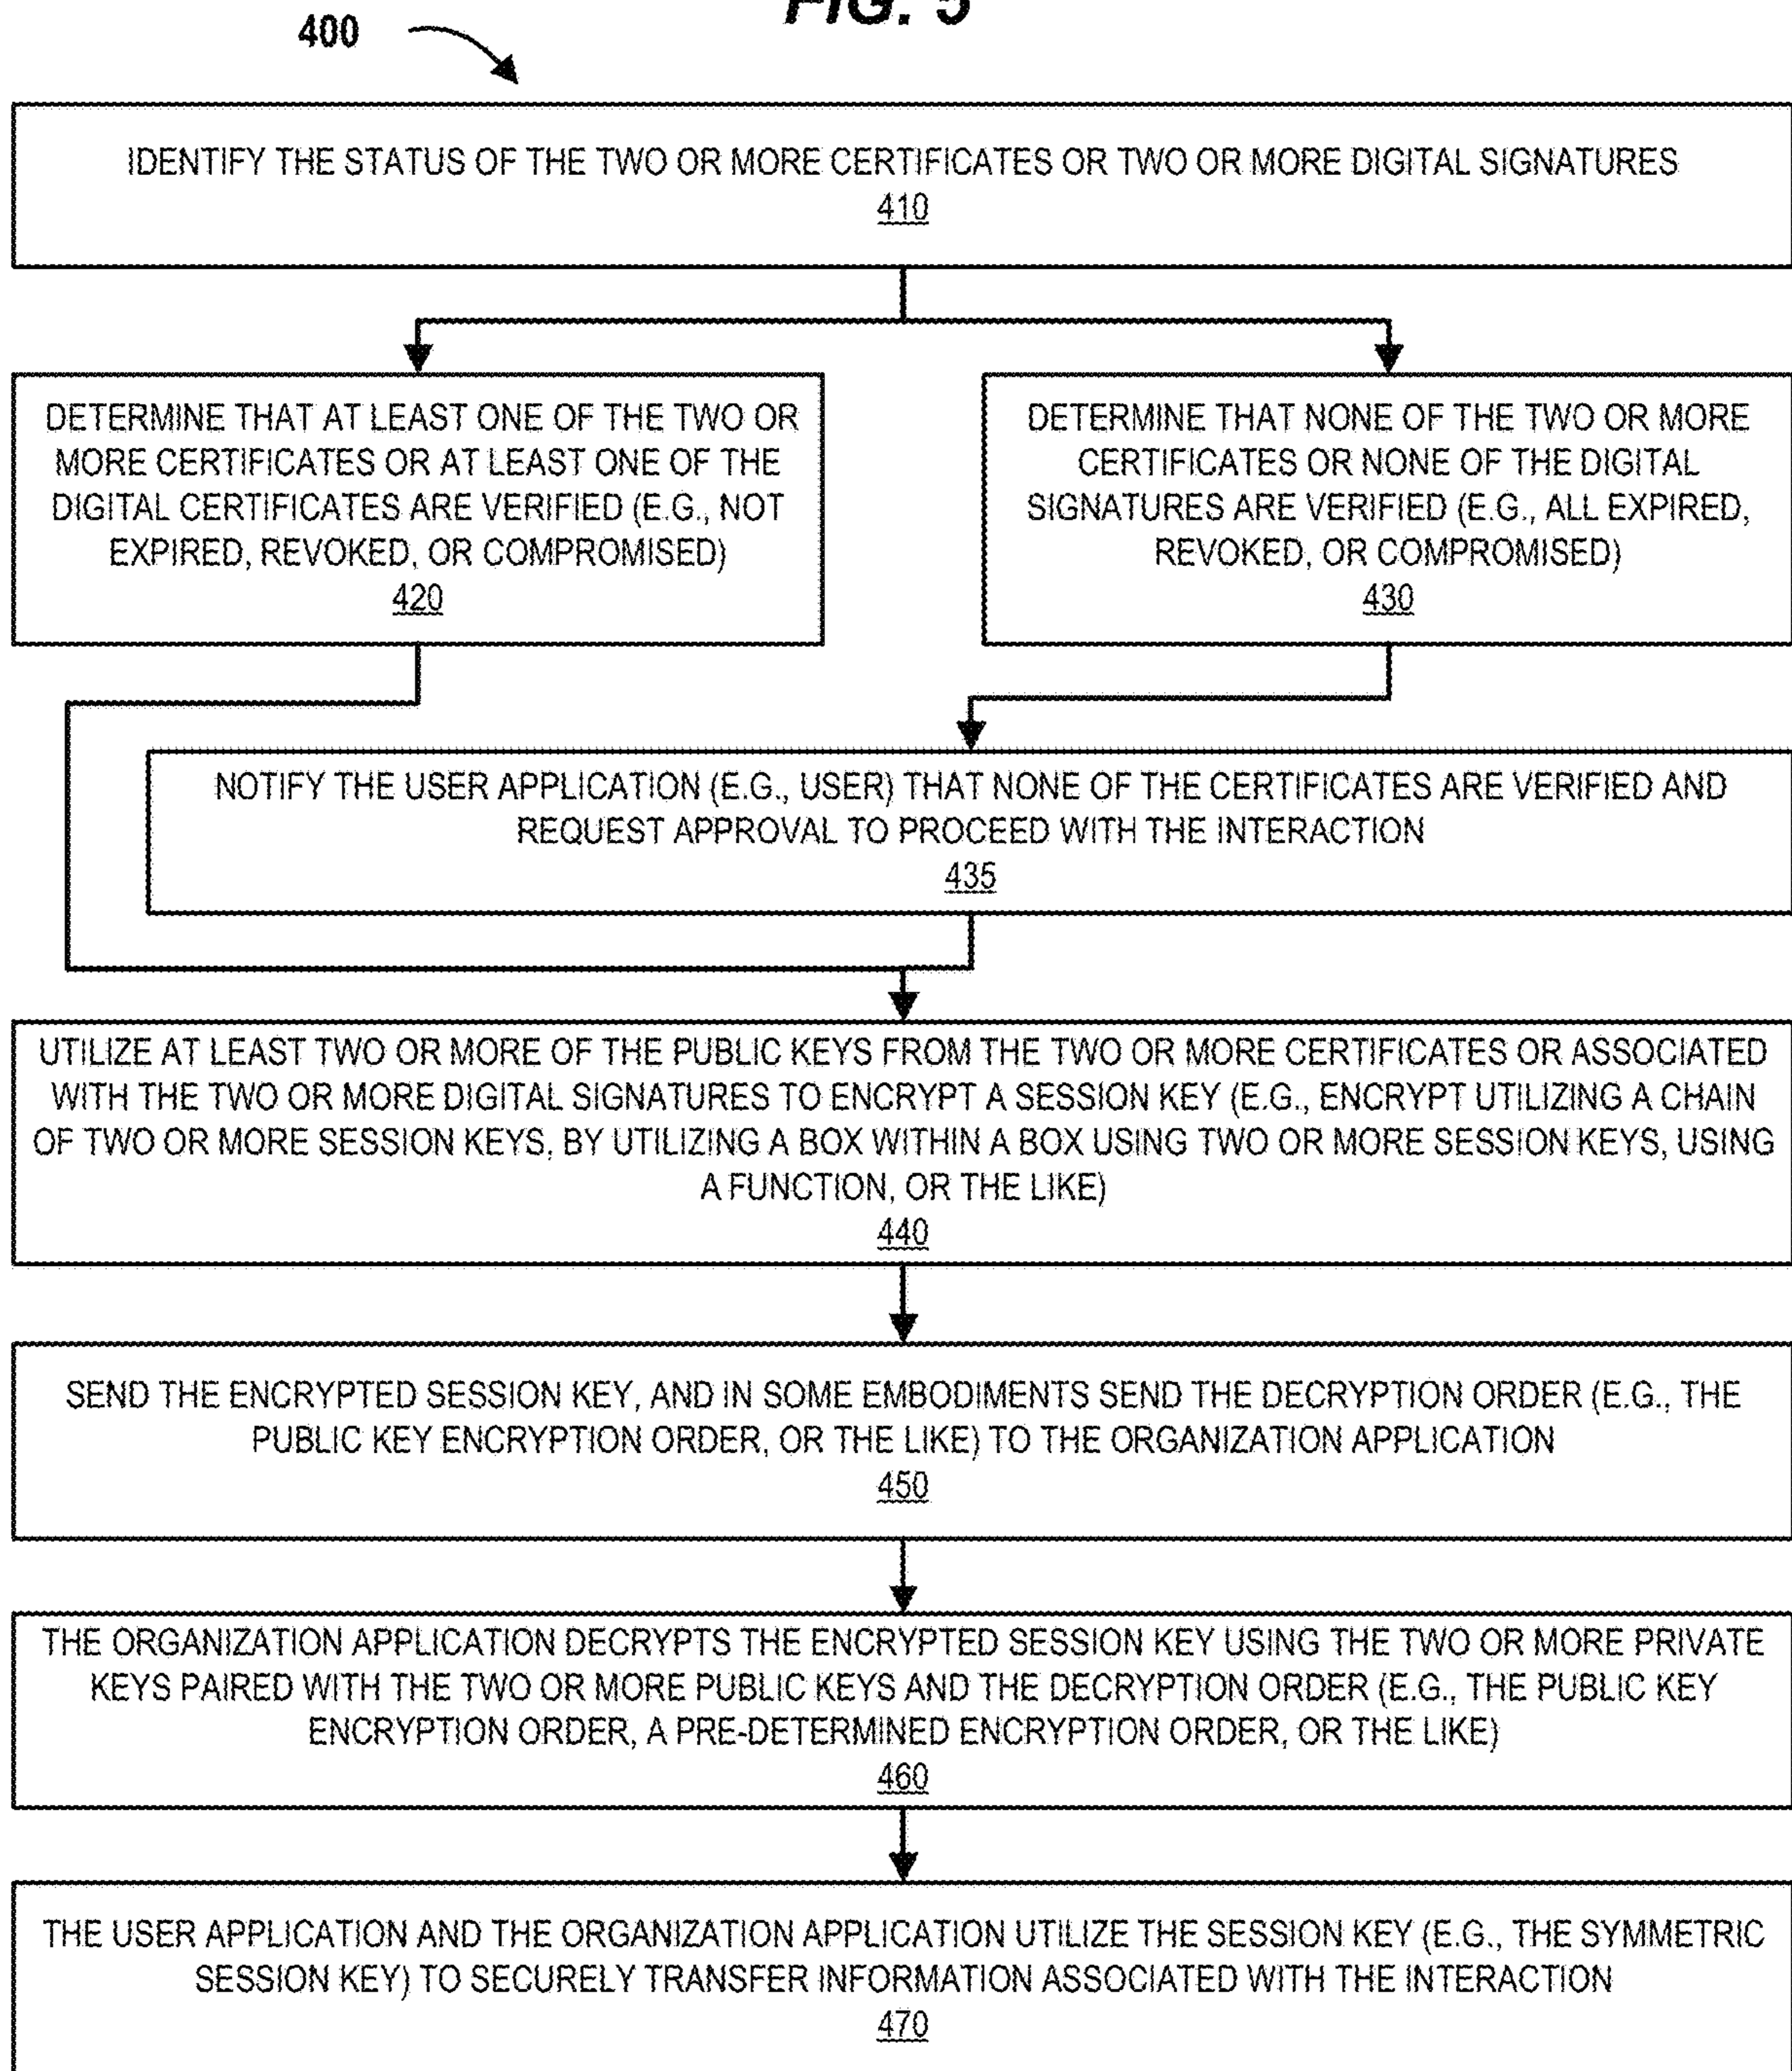 FIG. 5
400
IDENTIFY THE STATUS OF THE TWO OR MORE CERTIFICATES OR TWO OR MORE DIGITAL SIGNATURES
410
DETERMINE THAT AT LEAST ONE OF THE TWO OR
MORE CERTIFICATES OR AT LEAST ONE OF THE
DIGITAL CERTIFICATES ARE VERIFIED (E.G., NOT
EXPIRED, REVOKED, OR COMPROMISED)
420
DETERMINE THAT NONE OF THE TWO OR MORE
CERTIFICATES OR NONE OF THE DIGITAL
SIGNATURES ARE VERIFIED (E.G., ALL EXPIRED,
REVOKED, OR COMPROMISED)
430
NOTIFY THE USER APPLICATION (E.G., USER) THAT NONE OF THE CERTIFICATES ARE VERIFIED AND
REQUEST APPROVAL TO PROCEED WITH THE INTERACTION
435
UTILIZE AT LEAST TWO OR MORE OF THE PUBLIC KEYS FROM THE TWO OR MORE CERTIFICATES OR ASSOCIATED
WITH THE TWO OR MORE DIGITAL SIGNATURES TO ENCRYPT A SESSION KEY (E.G., ENCRYPT UTILIZING A CHAIN
OF TWO OR MORE SESSION KEYS, BY UTILIZING A BOX WITHIN A BOX USING TWO OR MORE SESSION KEYS, USING
A FUNCTION, OR THE LIKE)
440
SEND THE ENCRYPTED SESSION KEY, AND IN SOME EMBODIMENTS SEND THE DECRYPTION ORDER (E.G., THE
PUBLIC KEY ENCRYPTION ORDER, OR THE LIKE) TO THE ORGANIZATION APPLICATION
450
THE ORGANIZATION APPLICATION DECRYPTS THE ENCRYPTED SESSION KEY USING THE TWO OR MORE PRIVATE
KEYS PAIRED WITH THE TWO OR MORE PUBLIC KEYS AND THE DECRYPTION ORDER (E.G., THE PUBLIC KEY
ENCRYPTION ORDER, A PRE-DETERMINED ENCRYPTION ORDER, OR THE LIKE)
460
THE USER APPLICATION AND THE ORGANIZATION APPLICATION UTILIZE THE SESSION KEY (E.G., THE SYMMETRIC
SESSION KEY) TO SECURELY TRANSFER INFORMATION ASSOCIATED WITH THE INTERACTION
470